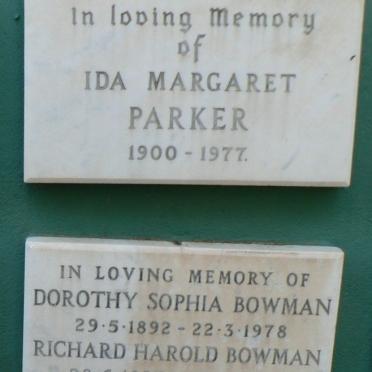 In loving Memory
of
IDA MARGARET
PARKER
1900 - 1977.
IN LOVING MEMORY OF
DOROTHY SOPHIA BOWMAN
29·5·1892 - 22·3·1978
RICHARD HAROLD BOWMAN